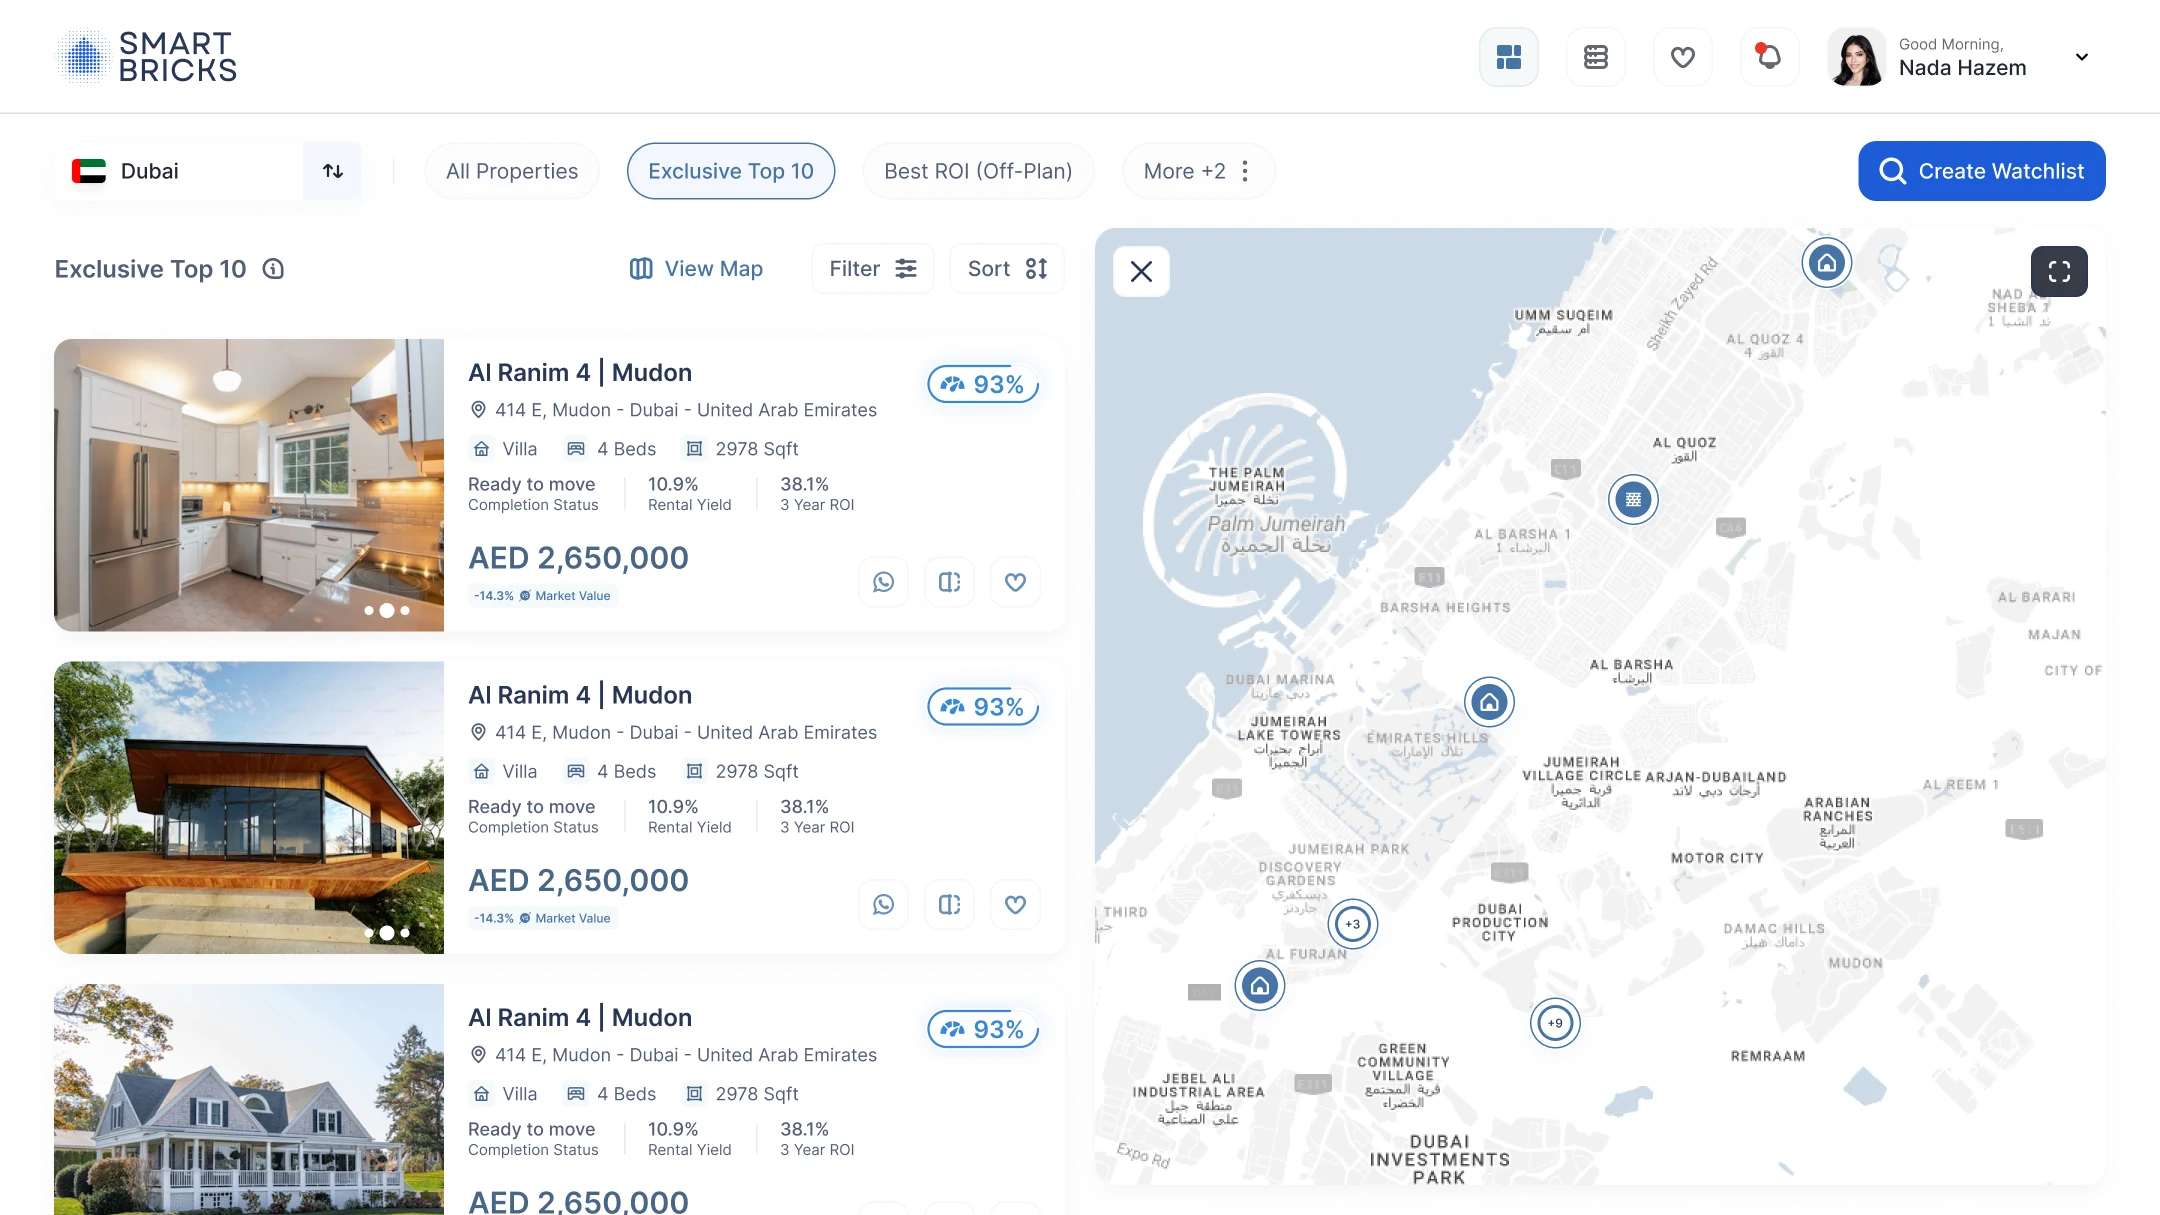 SMART
BRICKS
Good Morning,
Nada Hazem
Dubai
All Properties
Exclusive Top 10
Best ROI (Off-Plan)
More +2
Create Watchlist
Exclusive Top 10
View Map
Filter
Sort
Al Ranim 4 | Mudon
93%
414 E, Mudon - Dubai - United Arab Emirates
Villa
4 Beds
2978 Sqft
Ready to move
10.9%
38.1%
Completion Status
Rental Yield
3 Year ROI
AED 2,650,000
-14.3% Market Value
Al Ranim 4 | Mudon
93%
414 E, Mudon - Dubai - United Arab Emirates
Villa
4 Beds
2978 Sqft
Ready to move
10.9%
38.1%
Completion Status
Rental Yield
3 Year ROI
AED 2,650,000
-14.3% Market Value
Al Ranim 4 | Mudon
93%
414 E, Mudon - Dubai - United Arab Emirates
Villa
4 Beds
2978 Sqft
Ready to move
10.9%
38.1%
Completion Status
Rental Yield
3 Year ROI
AED 2,650,000
UMM SUQEIM
أم سقيم
Sheikh Zayed Rd
NAD
SHEBA 1
ند الشبا 1
AL QUOZ 4
القوز 4
AL QUOZ
القوز
THE PALM
JUMEIRAH
نخلة جميرا
Palm Jumeirah
نخلة الجميرة
E11
AL BARSHA 1
البرشاء 1
E11
BARSHA HEIGHTS
AL BARARI
MAJAN
CITY OF
AL BARSHA
البرشاء
DUBAI MARINA
دبي مارينا
JUMEIRAH
LAKE TOWERS
أبراج بحيرات
الجميرا
EMIRATES HILLS
تلال الإمارات
JUMEIRAH
VILLAGE CIRCLE
قرية جميرا
الدائرية
ARJAN-DUBAILAND
أرجان دبي لاند
AL REEM 1
ARABIAN
RANCHES
المرابع
العربية
JUMEIRAH PARK
DISCOVERY
GARDENS
ديسكفري
جاردنز
MOTOR CITY
E311
THIRD
DUBAI
PRODUCTION
CITY
+3
DAMAC HILLS
داماك هيلز
AL FURJAN
MUDON
+9
REMRAAM
GREEN
COMMUNITY
VILLAGE
قرية المجتمع
الخضراء
E311
JEBEL ALI
INDUSTRIAL AREA
منطقة جبل
علي الصناعية
Expo Rd
DUBAI
INVESTMENTS
PARK